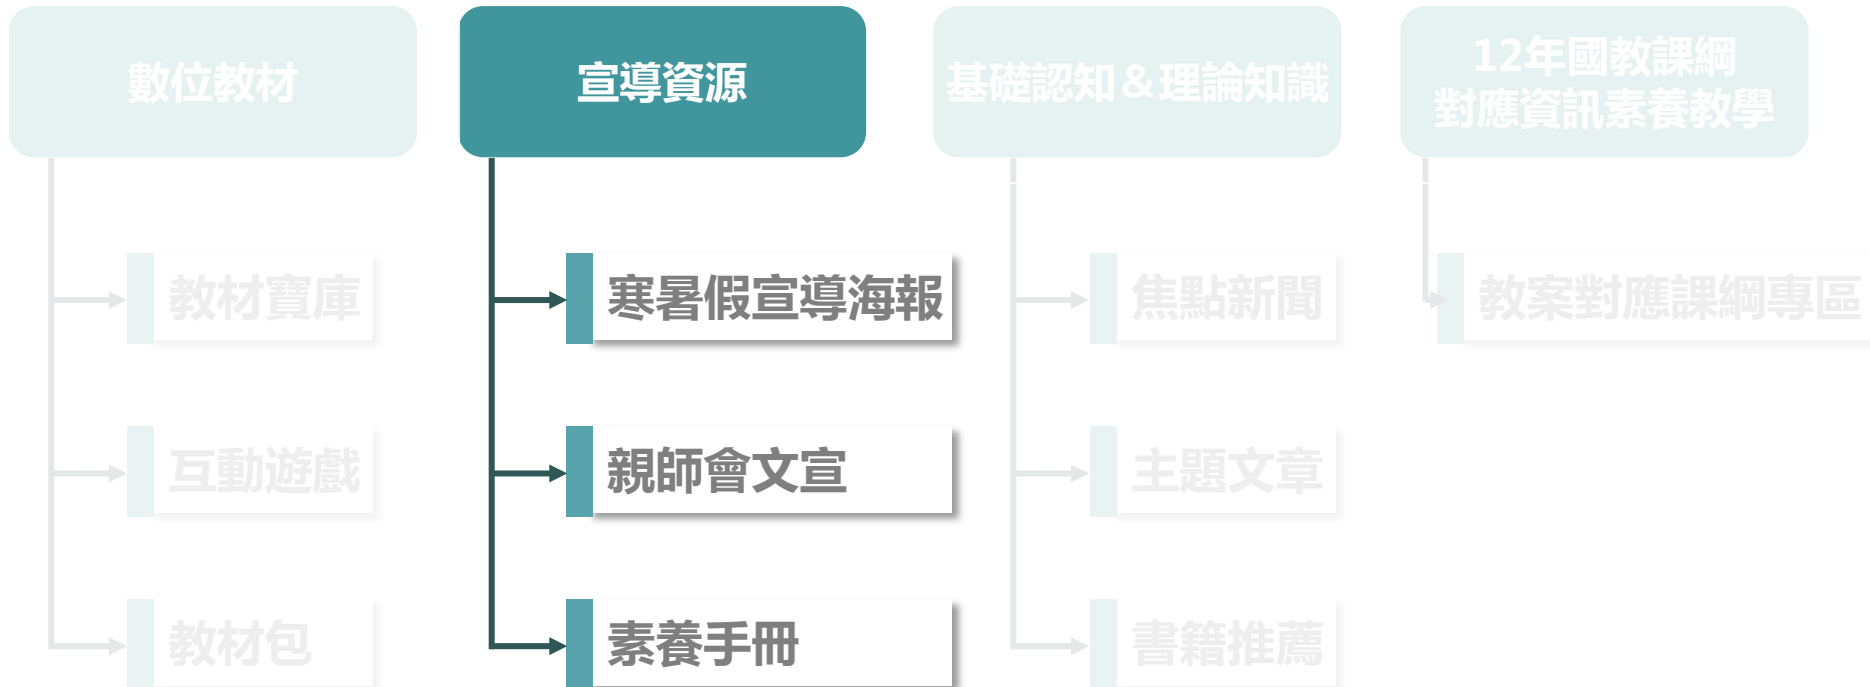 數位教材
教材寶庫
互動遊戲
教材包
宣導資源
寒暑假宣導海報
親師會文宣
素養手冊
基礎認知＆理論知識
焦點新聞
主題文章
書籍推薦
12年國教課綱
對應資訊素養教學
教案對應課綱專區